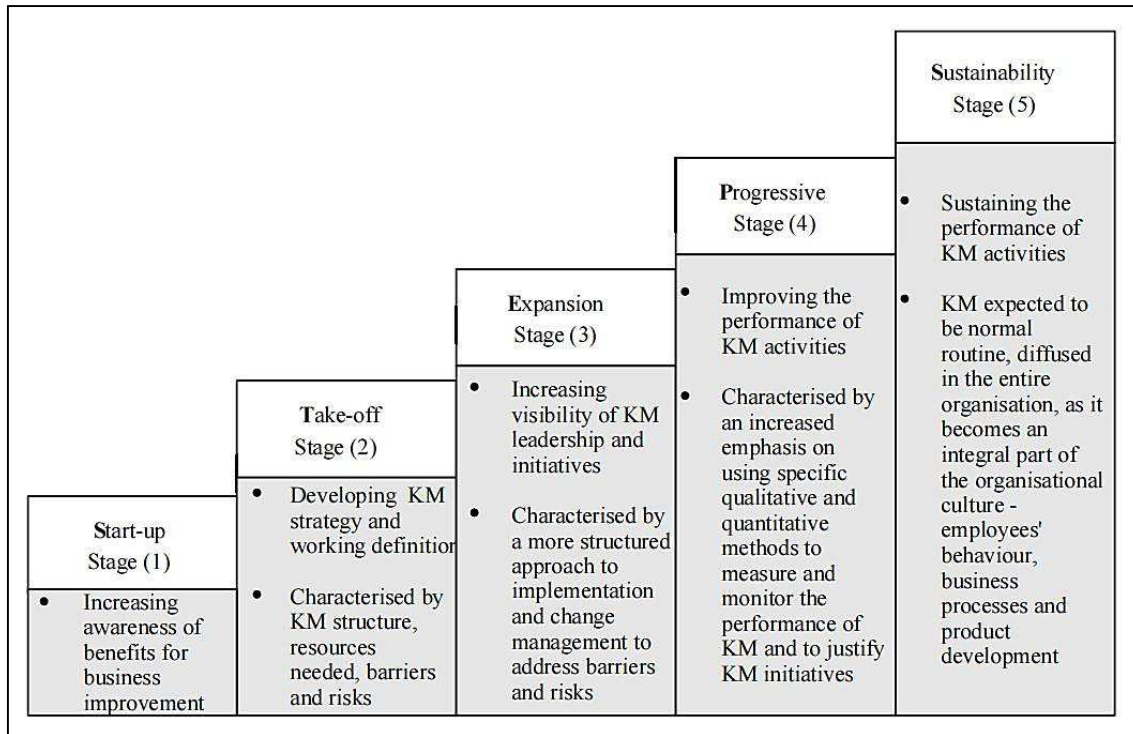 Start-up
Stage (1)
• Increasing
awareness of
benefits for
business
improvement
Take-off
Stage (2)
• Developing KM
strategy and
working definition
• Characterised by
KM structure,
resources
needed, barriers
and risks
Expansion
Stage (3)
• Increasing
visibility of KM
leadership and
initiatives
• Characterised by
a more structured
approach to
implementation
and change
management to
address barriers
and risks
Progressive
Stage (4)
• Improving the
performance of
KM activities
• Characterised by
an increased
emphasis on
using specific
qualitative and
quantitative
methods to
measure and
monitor the
performance of
KM and to justify
KM initiatives
Sustainability
Stage (5)
• Sustaining the
performance of
KM activities
• KM expected to
be normal
routine, diffused
in the entire
organisation, as it
becomes an
integral part of
the organisational
culture -
employees'
behaviour,
business
processes and
product
development